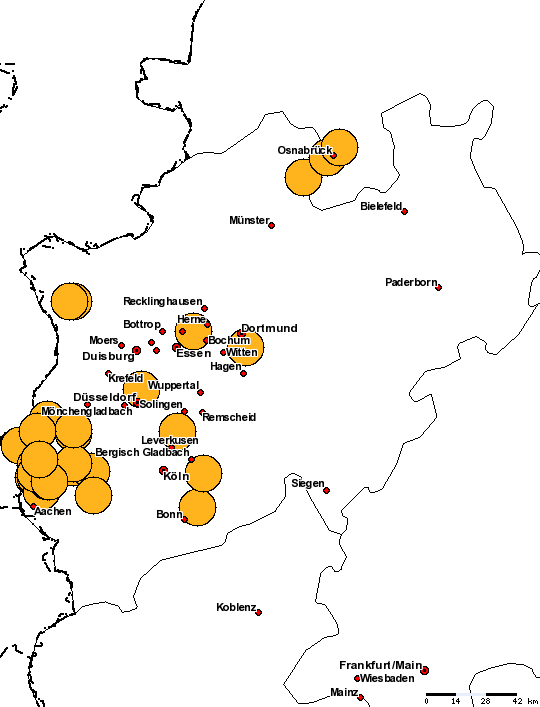 Osnabrück
Bielefeld
Münster
Paderborn
Recklinghausen
Herne
Bottrop
Dortmund
Moers
Bochum
Duisburg
Essen
Witten
Hagen
Krefeld
Wuppertal
Düsseldorf
Solingen
Mönchengladbach
Remscheid
Leverkusen
Bergisch Gladbach
Köln
Siegen
Aachen
Bonn
Koblenz
Frankfurt/Main
Wiesbaden
Mainz
0 14 28 42 km